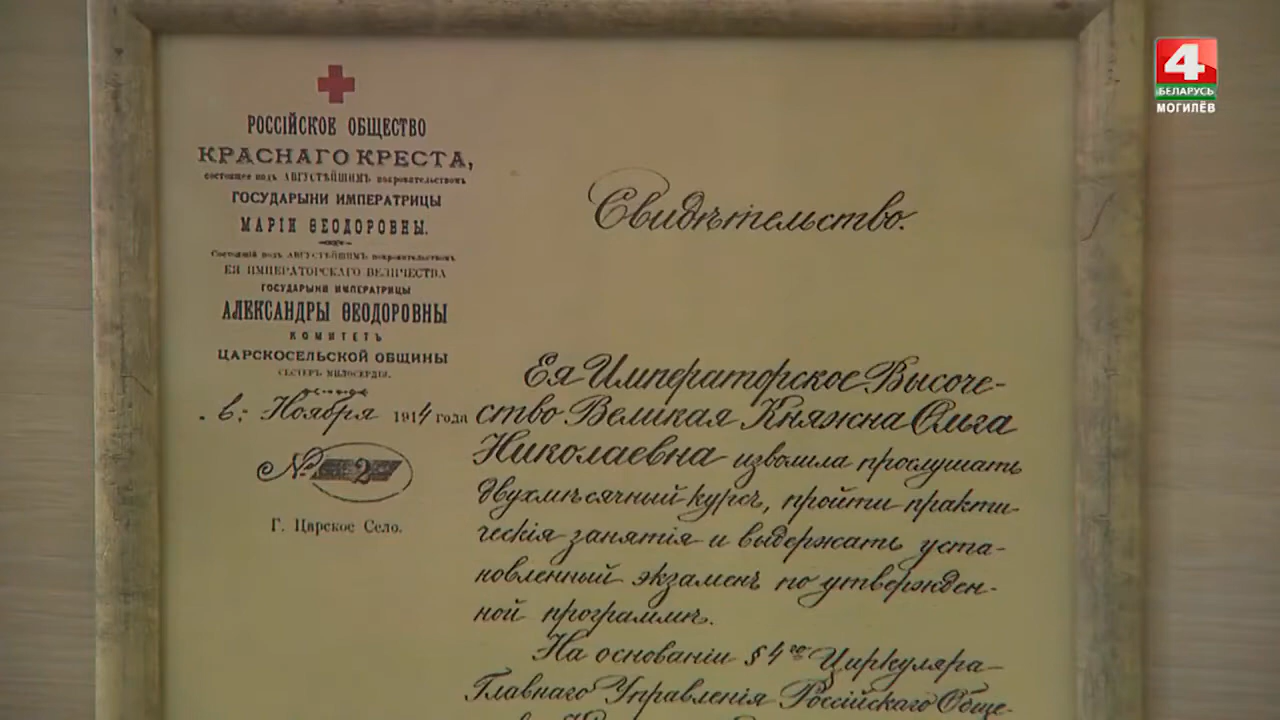 РОССІЙСКОЕ ОБЩЕСТВО
КРАСНАГО КРЕСТА,
состоящее подъ АВГУСТѢЙШИМЪ покровительствомъ
ГОСУДАРЫНИ ИМПЕРАТРИЦЫ
МАРІИ ѲЕОДОРОВНЫ.
Состоящій подъ АВГУСТѢЙШИМЪ покровительствомъ
ЕЯ ИМПЕРАТОРСКАГО ВЕЛИЧЕСТВА
ГОСУДАРЫНИ ИМПЕРАТРИЦЫ
АЛЕКСАНДРЫ ѲЕОДОРОВНЫ
КОМИТЕТЪ
ЦАРСКОСЕЛЬСКОЙ ОБЩИНЫ
СЕСТЕРЪ МИЛОСЕРДІЯ.
Ноября 1914 года
№ 2
Г. Царское Село.
Свидѣтельство.
Ея Императорское Высоче-
ство Великая Княжна Ольга
Николаевна изволила прослушать
двухмѣсячный курсъ, пройти практи-
ческія занятія и выдержать уста-
новленный экзаменъ по утвержден-
ной программѣ.
На основаніи § 4го Циркуляра
Главнаго Управленія Россійскаго Обще-
4
БЕЛАРУСЬ
МОГИЛЁВ